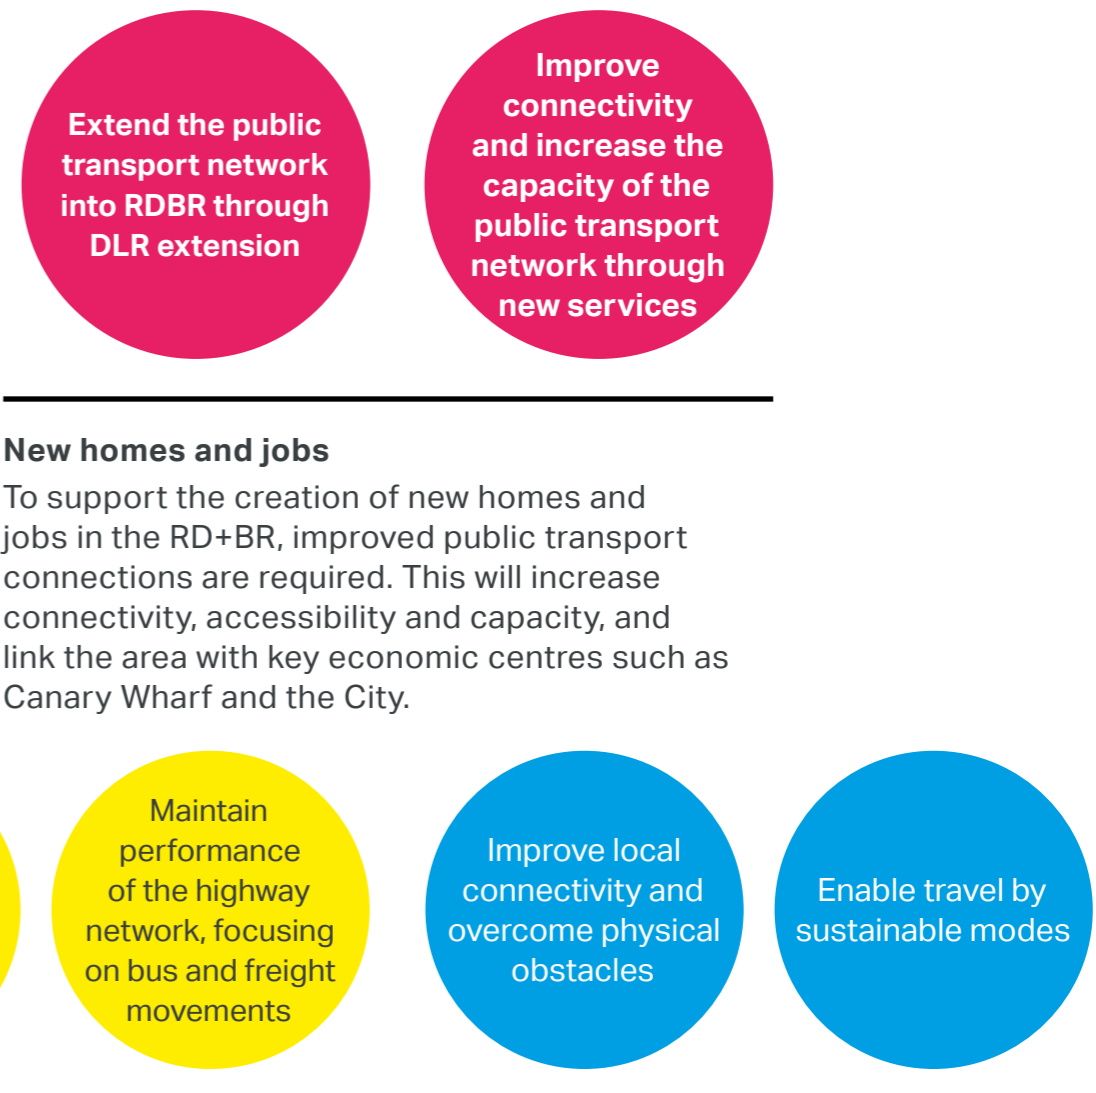 Extend the public
transport network
into RDBR through
DLR extension
Improve
connectivity
and increase the
capacity of the
public transport
network through
new services
New homes and jobs
To support the creation of new homes and
jobs in the RD+BR, improved public transport
connections are required. This will increase
connectivity, accessibility and capacity, and
link the area with key economic centres such as
Canary Wharf and the City.
Maintain
performance
of the highway
network, focusing
on bus and freight
movements
Improve local
connectivity and
overcome physical
obstacles
Enable travel by
sustainable modes